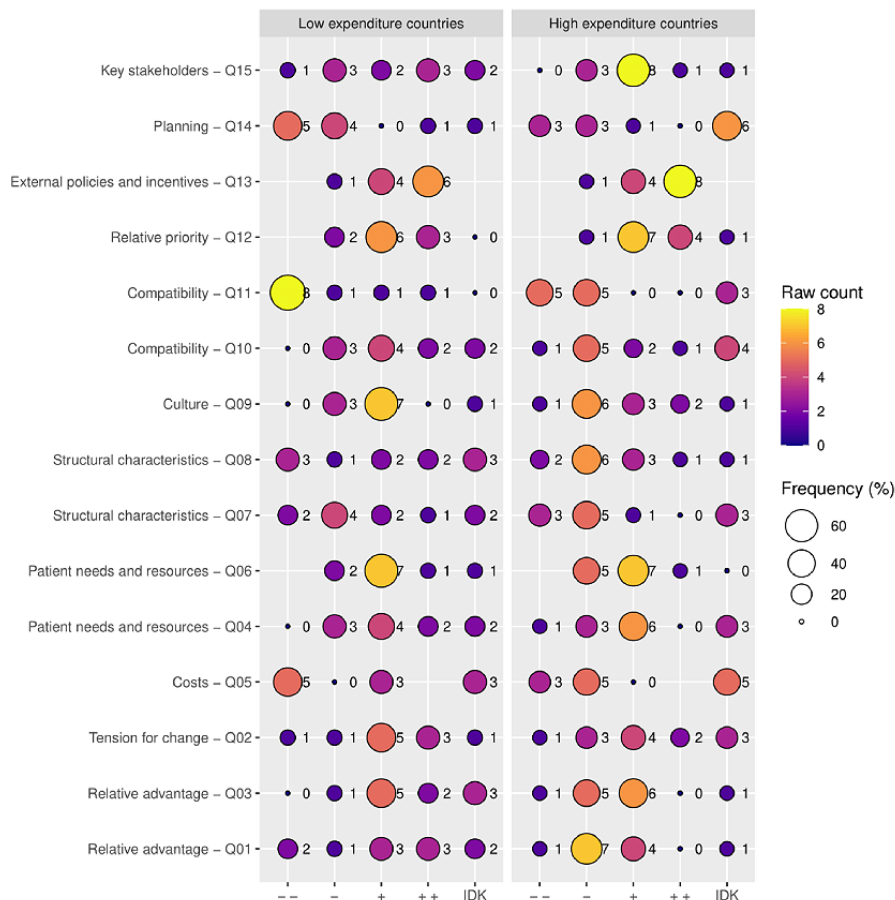 Low expenditure countries High expenditure countries
Key stakeholders − Q15 1 3 2 3 2 0 3 8 1 1
Planning − Q14 5 4 0 1 1 3 3 1 0 6
External policies and incentives − Q13 1 4 6 1 4 8
Relative priority − Q12 2 6 3 0 1 7 4 1
Compatibility − Q11 8 1 1 1 0 5 5 0 0 3
Compatibility − Q10 0 3 4 2 2 1 5 2 1 4
Culture − Q09 0 3 7 0 1 1 6 3 2 1
Structural characteristics − Q08 3 1 2 2 3 2 6 3 1 1
Structural characteristics − Q07 2 4 2 1 2 3 5 1 0 3
Patient needs and resources − Q06 2 7 1 1 5 7 1 0
Patient needs and resources − Q04 0 3 4 2 2 1 3 6 0 3
Costs − Q05 5 0 3 3 3 5 0 5
Tension for change − Q02 1 1 5 3 1 1 3 4 2 3
Relative advantage − Q03 0 1 5 2 3 1 5 6 0 1
Relative advantage − Q01 2 1 3 3 2 1 7 4 0 1
− − − + + + IDK − − − + + + IDK
Raw count
8
6
4
2
0
Frequency (%)
60
40
20
0